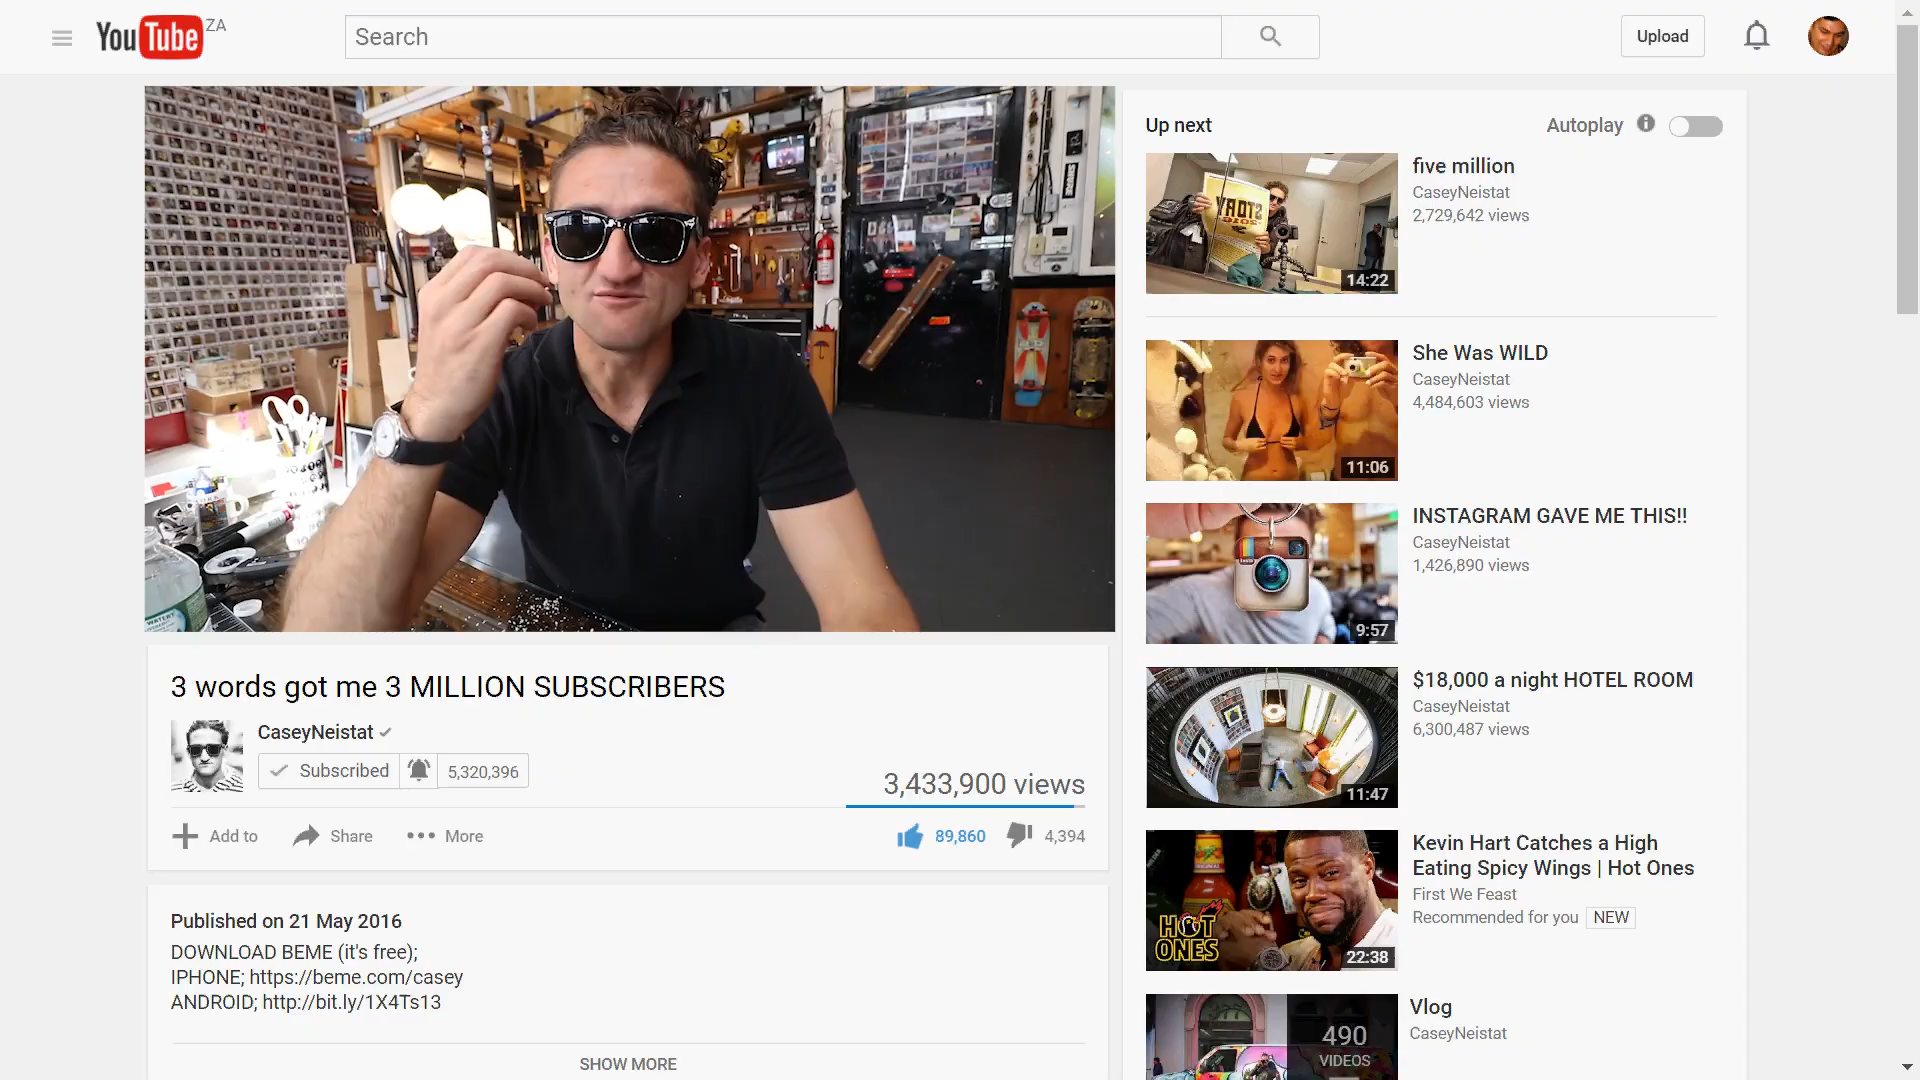 YouTube ZA
Search
Upload
Up next
Autoplay
five million
CaseyNeistat
2,729,642 views
14:22
She Was WILD
CaseyNeistat
4,484,603 views
11:06
INSTAGRAM GAVE ME THIS!!
CaseyNeistat
1,426,890 views
9:57
$18,000 a night HOTEL ROOM
CaseyNeistat
6,300,487 views
11:47
Kevin Hart Catches a High
Eating Spicy Wings | Hot Ones
First We Feast
Recommended for you NEW
HOT
ONES
22:38
Vlog
CaseyNeistat
490
VIDEOS
3 words got me 3 MILLION SUBSCRIBERS
CaseyNeistat
Subscribed 5,320,396
3,433,900 views
Add to Share More 89,860 4,394
Published on 21 May 2016
DOWNLOAD BEME (it's free);
IPHONE; https://beme.com/casey
ANDROID; http://bit.ly/1X4Ts13
SHOW MORE